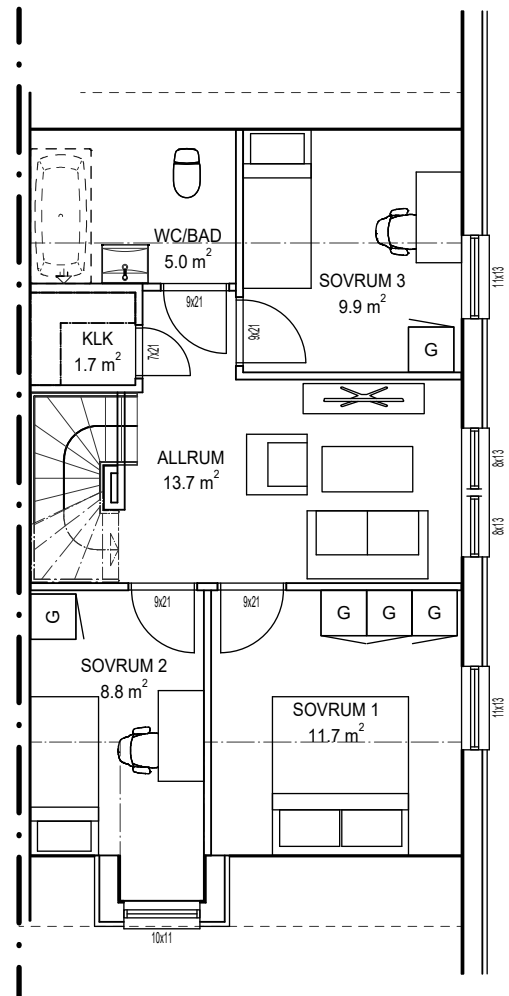 WC/BAD
5.0 m²
SOVRUM 3
9.9 m²
11x13
9x21
KLK
1.7 m²
7x21
9x21
G
ALLRUM
13.7 m²
8x13
8x13
9x21
9x21
G
G
G
G
SOVRUM 2
8.8 m²
SOVRUM 1
11.7 m²
11x13
10x11